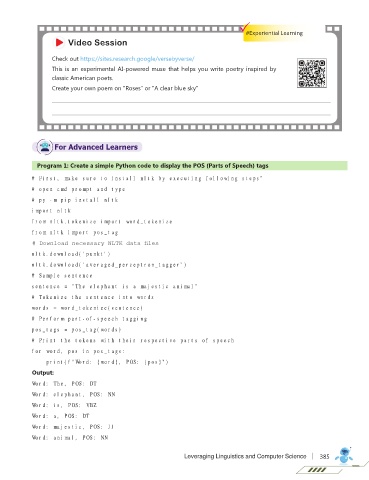 #Experiential Learning
Video Session
Check out https://sites.research.google/versebyverse/
This is an experimental AI-powered muse that helps you write poetry inspired by
classic American poets.
Create your own poem on "Roses" or "A clear blue sky"
For Advanced Learners
Program 1: Create a simple Python code to display the POS (Parts of Speech) tags
# First, make sure to install nltk by executing following steps"
# open cmd prompt and type
# py -m pip install nltk
import nltk
from nltk.tokenize import word_tokenize
from nltk import pos_tag
# Download necessary NLTK data files
nltk.download('punkt')
nltk.download('averaged_perceptron_tagger')
# Sample sentence
sentence = "The elephant is a majestic animal"
# Tokenize the sentence into words
words = word_tokenize(sentence)
# Perform part-of-speech tagging
pos_tags = pos_tag(words)
# Print the tokens with their respective parts of speech
for word, pos in pos_tags:
print(f"Word: {word}, POS: {pos}")
Output:
Word: The, POS: DT
Word: elephant, POS: NN
Word: is, POS: VBZ
Word: a, POS: DT
Word: majestic, POS: JJ
Word: animal, POS: NN
Leveraging Linguistics and Computer Science 385